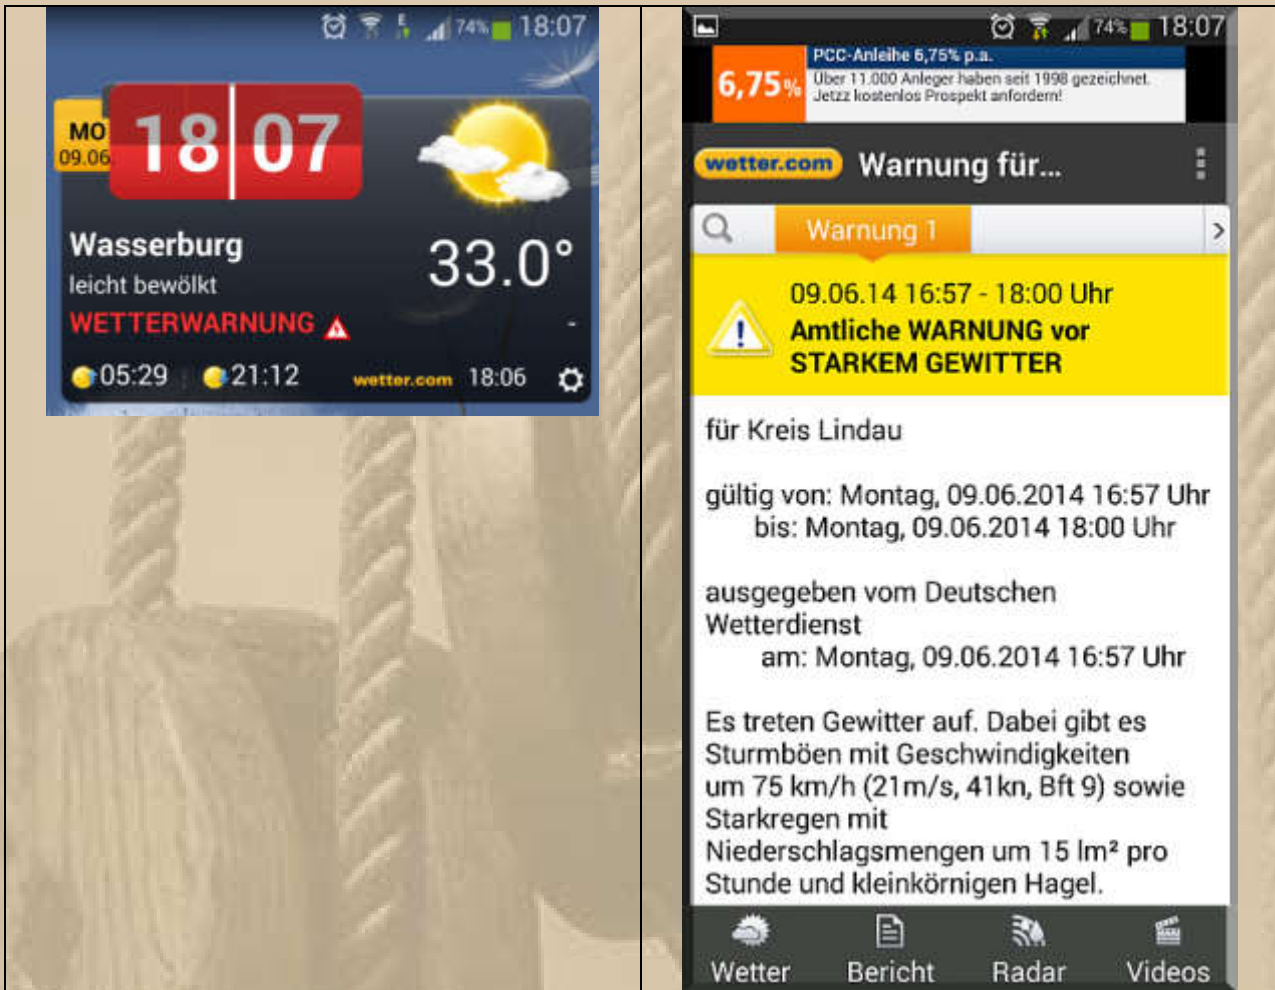 74% 18:07
MO
09.06.
18 07
Wasserburg
leicht bewölkt
33.0°
WETTERWARNUNG
-
05:29 21:12 wetter.com 18:06
74% 18:07
6,75%
PCC-Anleihe 6,75% p.a.
Über 11.000 Anleger haben seit 1998 gezeichnet.
Jetzz kostenlos Prospekt anfordern!
wetter.com Warnung für...
Warnung 1
09.06.14 16:57 - 18:00 Uhr
Amtliche WARNUNG vor
STARKEM GEWITTER
für Kreis Lindau
gültig von: Montag, 09.06.2014 16:57 Uhr
bis: Montag, 09.06.2014 18:00 Uhr
ausgegeben vom Deutschen
Wetterdienst
am: Montag, 09.06.2014 16:57 Uhr
Es treten Gewitter auf. Dabei gibt es
Sturmböen mit Geschwindigkeiten
um 75 km/h (21m/s, 41kn, Bft 9) sowie
Starkregen mit
Niederschlagsmengen um 15 lm² pro
Stunde und kleinkörnigen Hagel.
Wetter Bericht Radar Videos